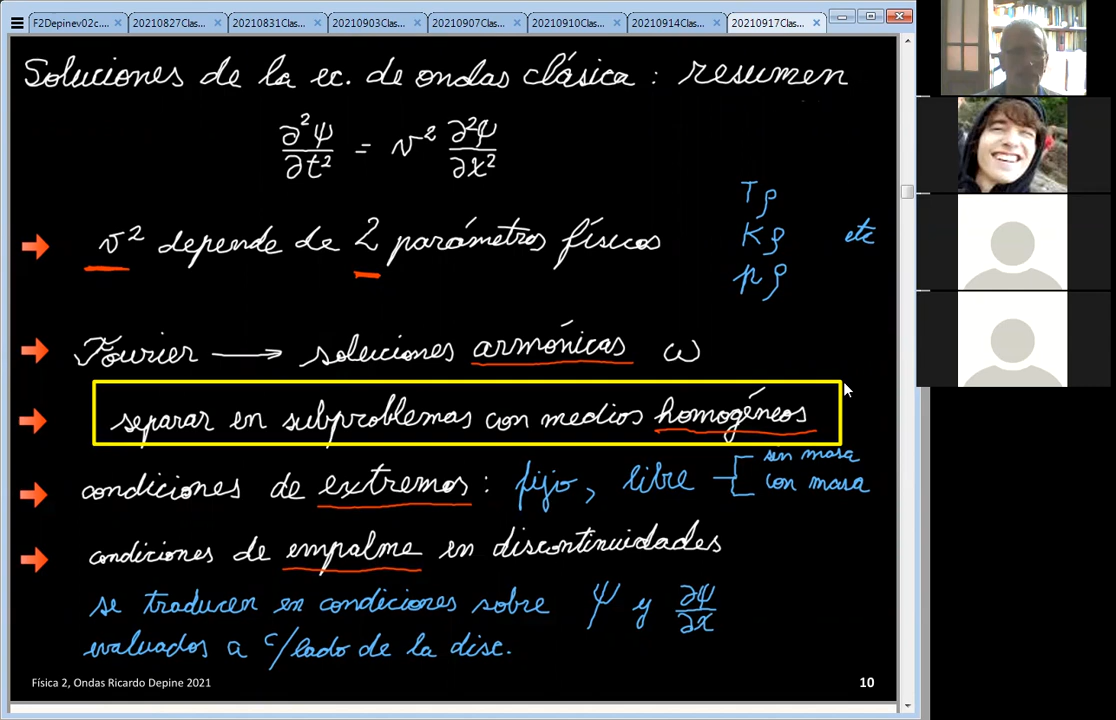 F2Depinev02c.... 20210827Clas... 20210831Clas... 20210903Clas... 20210907Clas... 20210910Clas... 20210914Clas... 20210917Clas...
Soluciones de la ec. de ondas clásica : resumen
∂²ψ/∂t² = v² ∂²ψ/∂x²
v² depende de 2 parámetros físicos
T ρ
K ρ etc
p ρ
Fourier ⟶ soluciones armónicas ω
separar en subproblemas con medios homogéneos
condiciones de extremos : fijo, libre
sin masa
con masa
condiciones de empalme en discontinuidades
se traducen en condiciones sobre ψ y ∂ψ/∂x
evaluados a c/lado de la disc.
Física 2, Ondas Ricardo Depine 2021
10